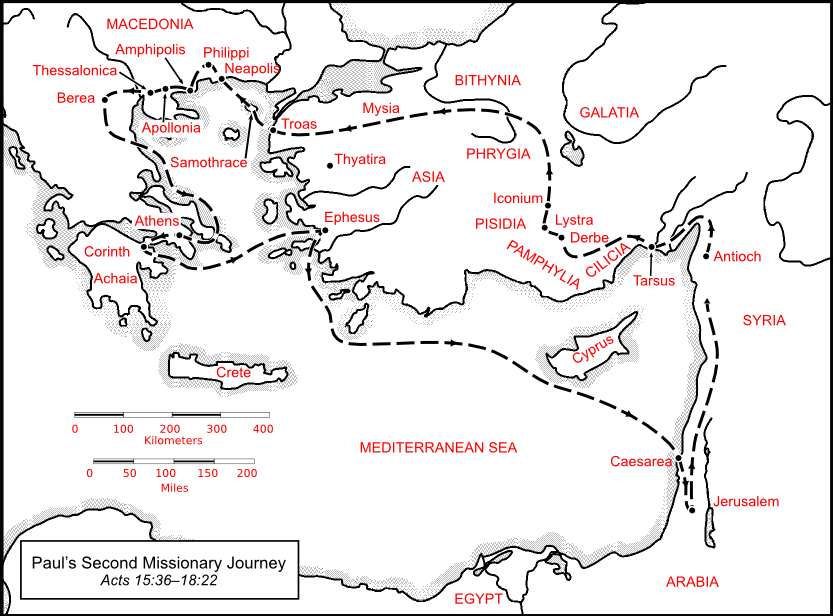 MACEDONIA
Amphipolis
Philippi
Thessalonica
Neapolis
Berea
Apollonia
Samothrace
Troas
Mysia
BITHYNIA
GALATIA
PHRYGIA
Thyatira
ASIA
Iconium
Lystra
PISIDIA
Derbe
PAMPHYLIA
CILICIA
Athens
Ephesus
Corinth
Achaia
Antioch
Tarsus
SYRIA
Cyprus
Crete
0 100 200 300 400
Kilometers
0 50 100 150 200
Miles
MEDITERRANEAN SEA
Caesarea
Jerusalem
Paul's Second Missionary Journey
Acts 15:36–18:22
ARABIA
EGYPT